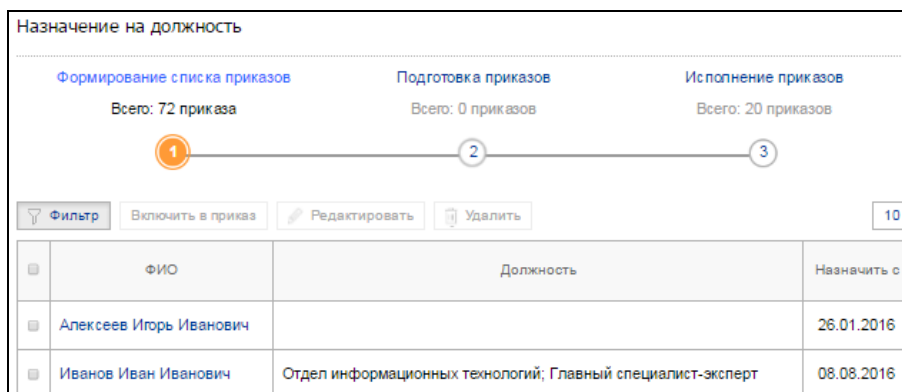 Назначение на должность
Формирование списка приказов Подготовка приказов Исполнение приказов
Всего: 72 приказа Всего: 0 приказов Всего: 20 приказов
1 2 3
Фильтр Включить в приказ Редактировать Удалить 10
ФИО Должность Назначить с
Алексеев Игорь Иванович 26.01.2016
Иванов Иван Иванович Отдел информационных технологий; Главный специалист-эксперт 08.08.2016